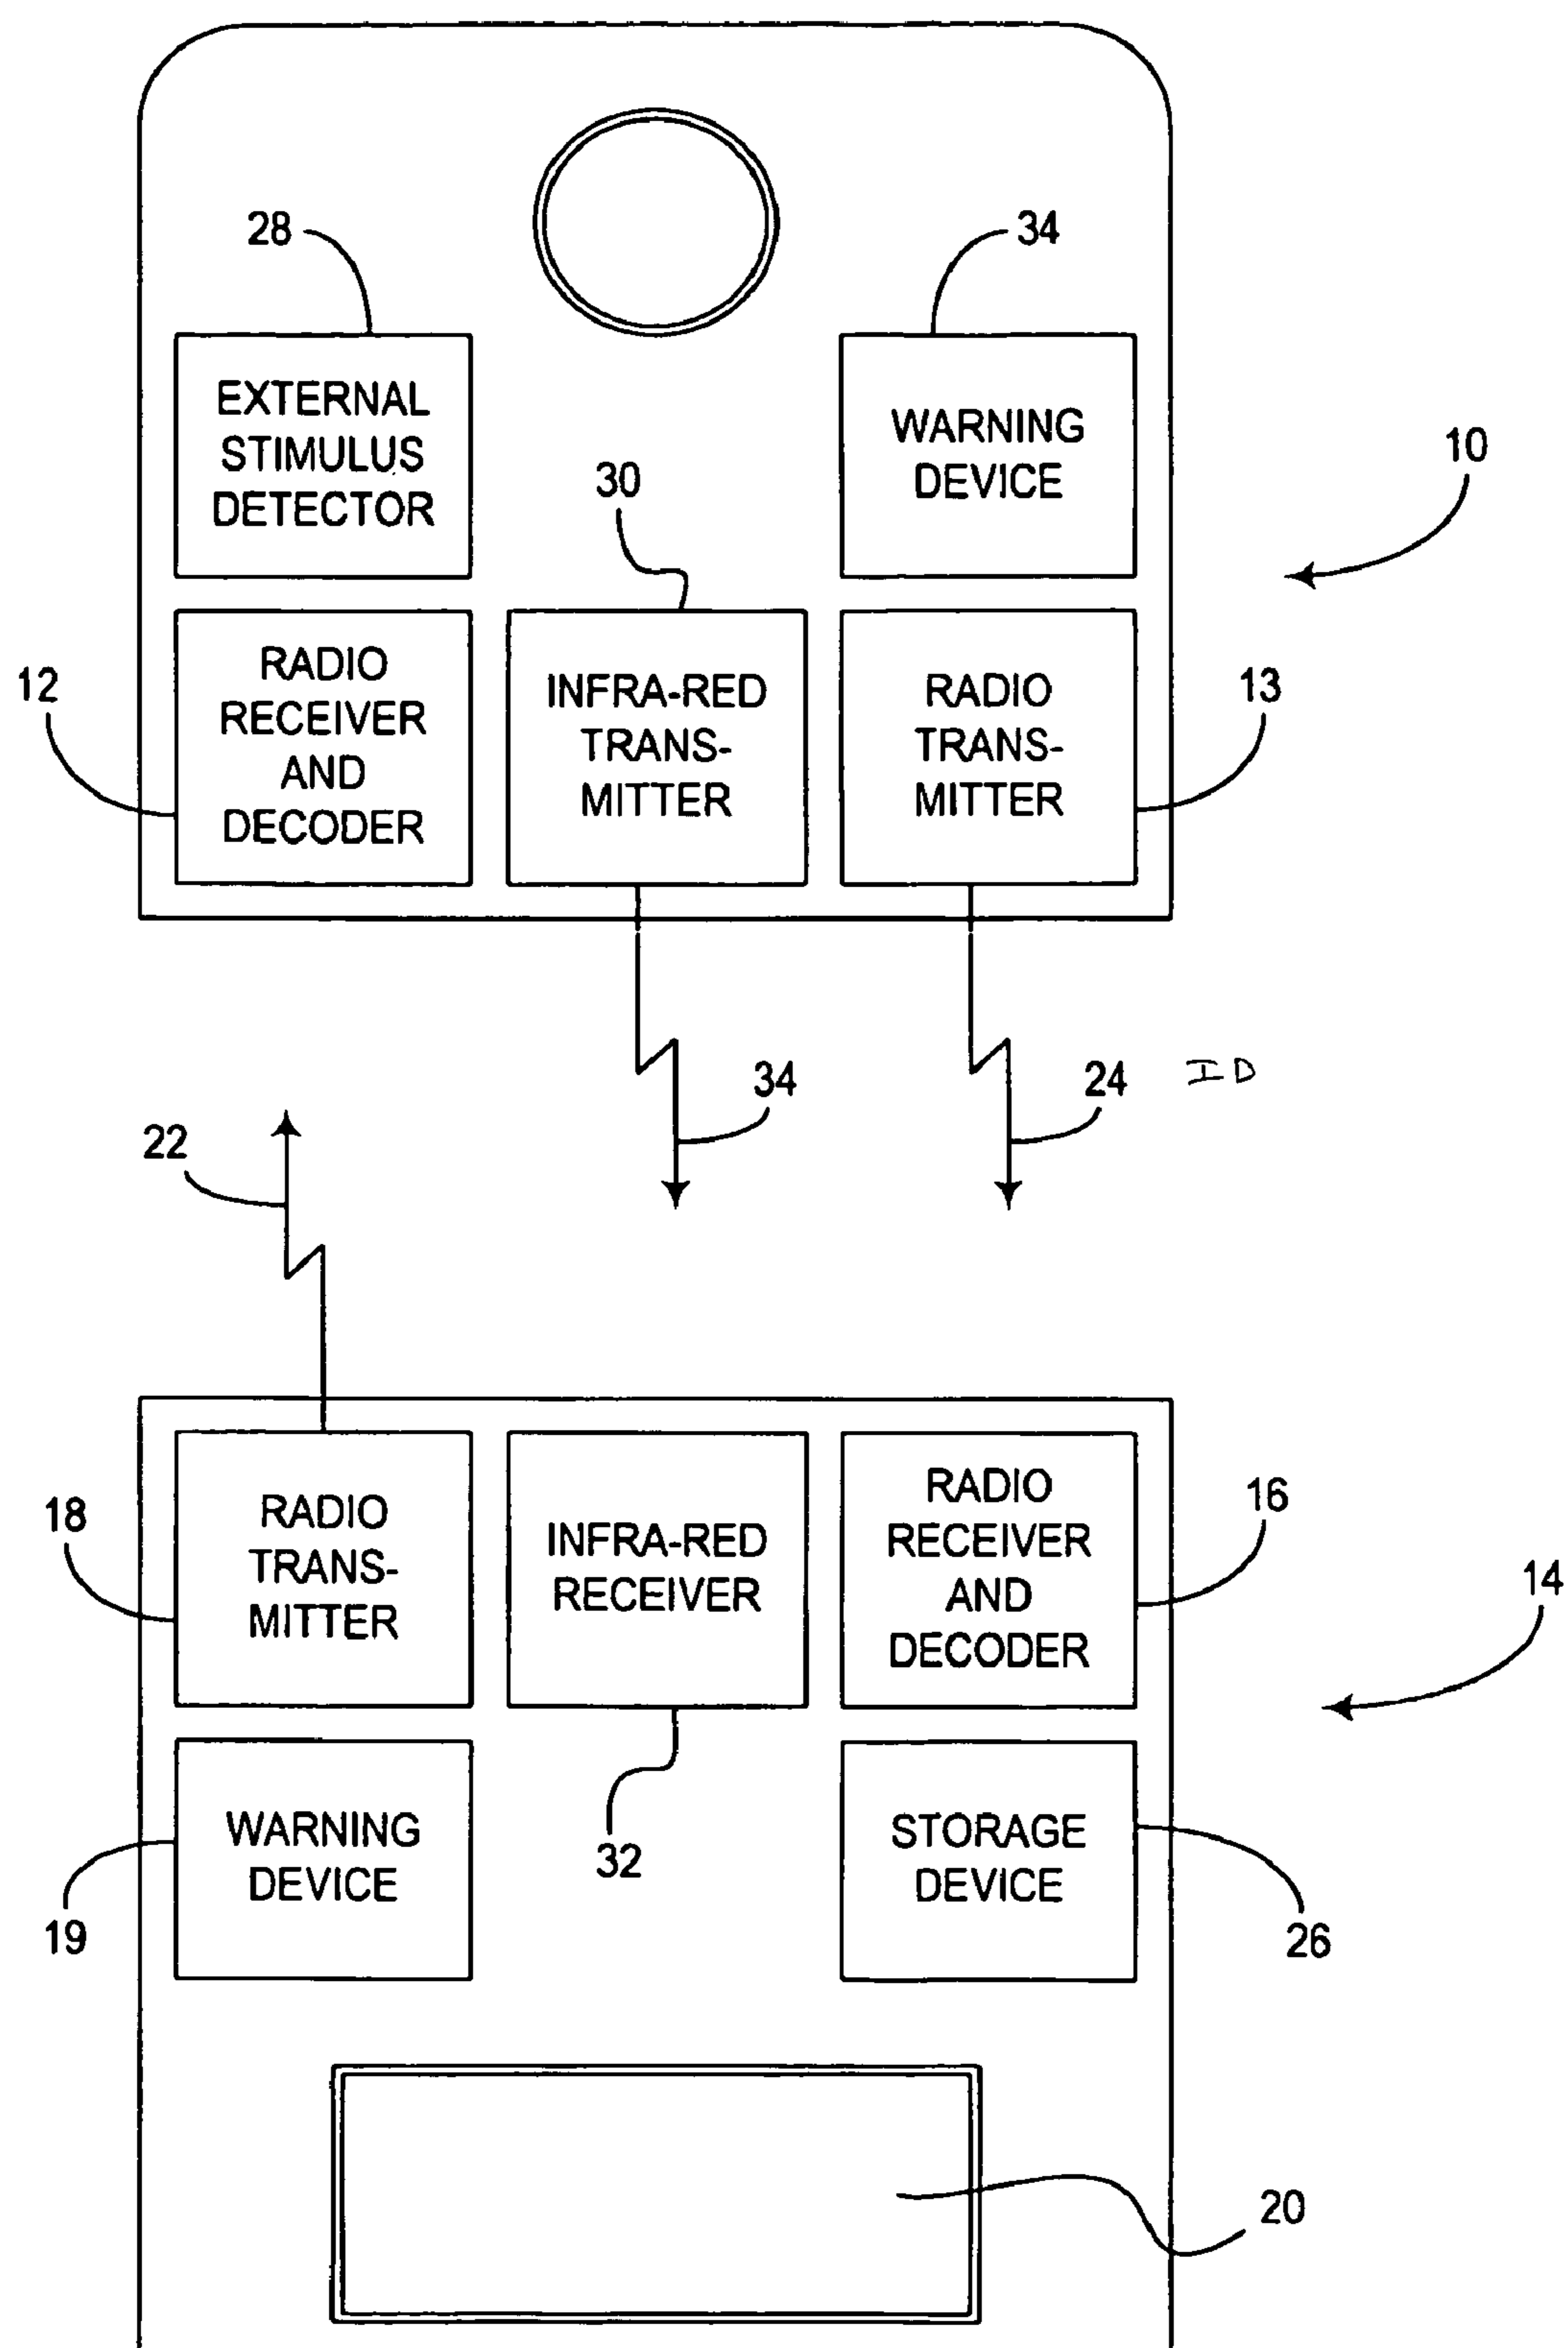 28
34
EXTERNAL
STIMULUS
DETECTOR
WARNING
DEVICE
10
30
12
RADIO
RECEIVER
AND
DECODER
INFRA-RED
TRANS-
MITTER
RADIO
TRANS-
MITTER
13
34
24
ID
22
18
RADIO
TRANS-
MITTER
INFRA-RED
RECEIVER
RADIO
RECEIVER
AND
DECODER
16
14
WARNING
DEVICE
19
32
STORAGE
DEVICE
26
20